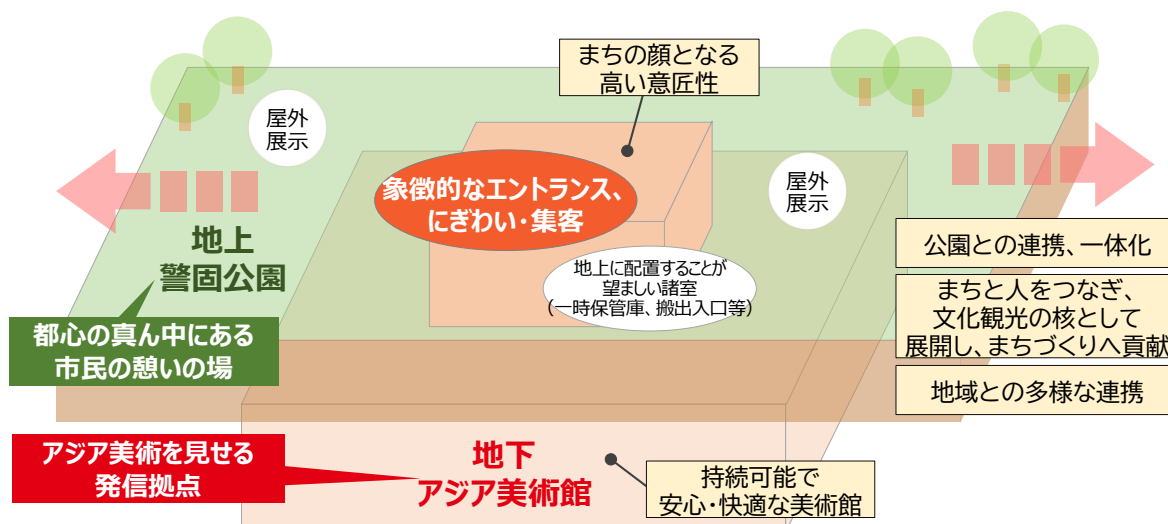 まちの顔となる
高い意匠性
屋外
展示
象徴的なエントランス、
にぎわい・集客
屋外
展示
地上
警固公園
地上に配置することが
望ましい諸室
(一時保管庫、搬出入口等)
公園との連携、一体化
まちと人をつなぎ、
文化観光の核として
展開し、まちづくりへ貢献
地域との多様な連携
都心の真ん中にある
市民の憩いの場
アジア美術を見せる
発信拠点
地下
アジア美術館
持続可能で
安心・快適な美術館